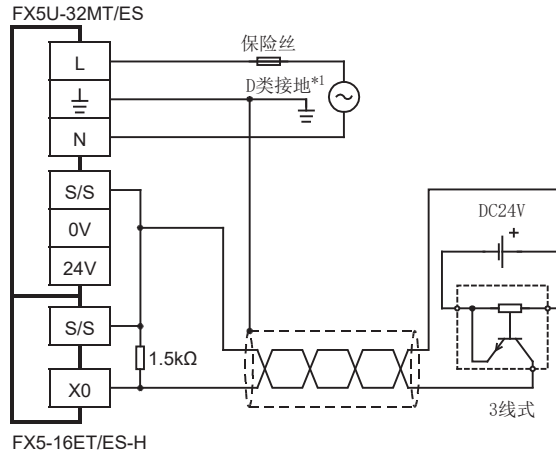 FX5U-32MT/ES
L
保险丝
D类接地*1
N
S/S
0V
24V
DC24V
+
S/S
1.5kΩ
X0
3线式
FX5-16ET/ES-H